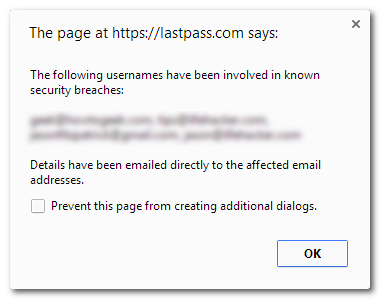 The page at https://lastpass.com says:
The following usernames have been involved in known
security breaches:
Details have been emailed directly to the affected email
addresses.
Prevent this page from creating additional dialogs.
OK